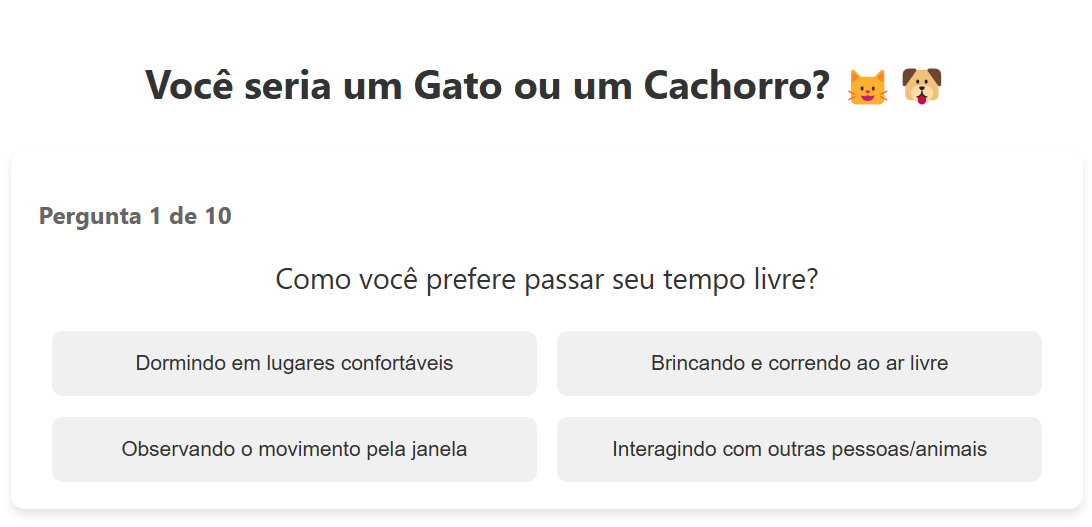 Você seria um Gato ou um Cachorro? 🐱 🐶
Pergunta 1 de 10
Como você prefere passar seu tempo livre?
Dormindo em lugares confortáveis
Brincando e correndo ao ar livre
Observando o movimento pela janela
Interagindo com outras pessoas/animais